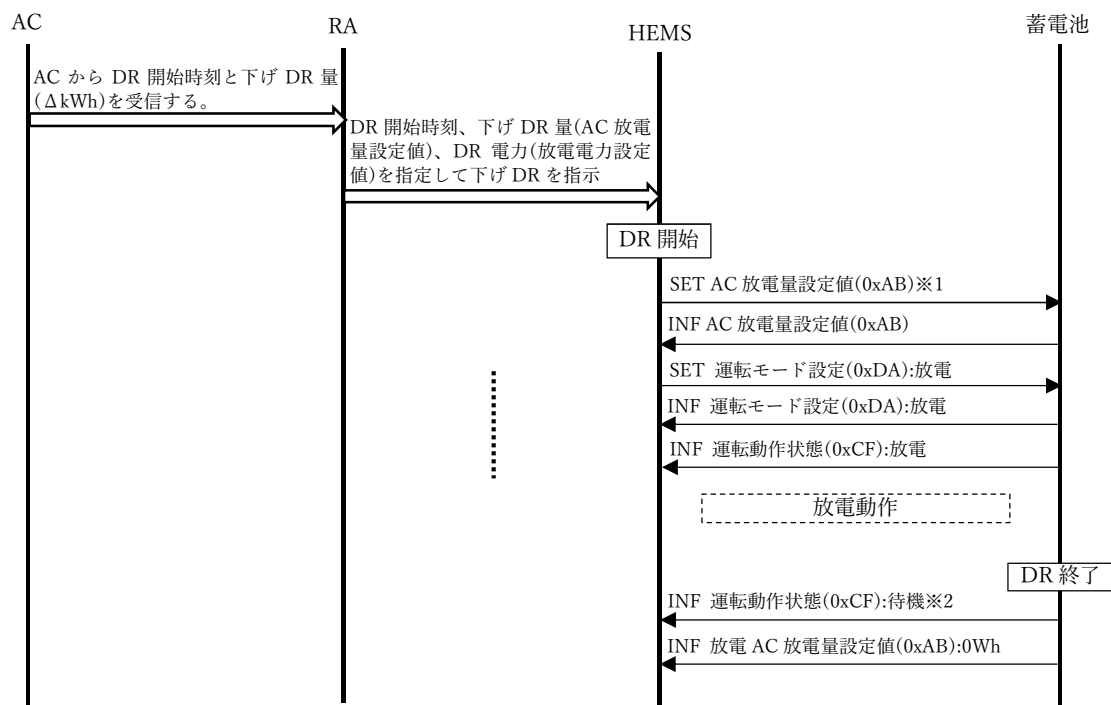 AC
RA
HEMS
蓄電池
AC から DR 開始時刻と下げ DR 量
(ΔkWh)を受信する。
DR 開始時刻、下げ DR 量(AC 放電
量設定値)、DR 電力(放電電力設定
値)を指定して下げ DR を指示
DR 開始
SET AC 放電量設定値(0xAB)※1
INF AC 放電量設定値(0xAB)
SET 運転モード設定(0xDA):放電
INF 運転モード設定(0xDA):放電
INF 運転動作状態(0xCF):放電
放電動作
DR 終了
INF 運転動作状態(0xCF):待機※2
INF 放電 AC 放電量設定値(0xAB):0Wh